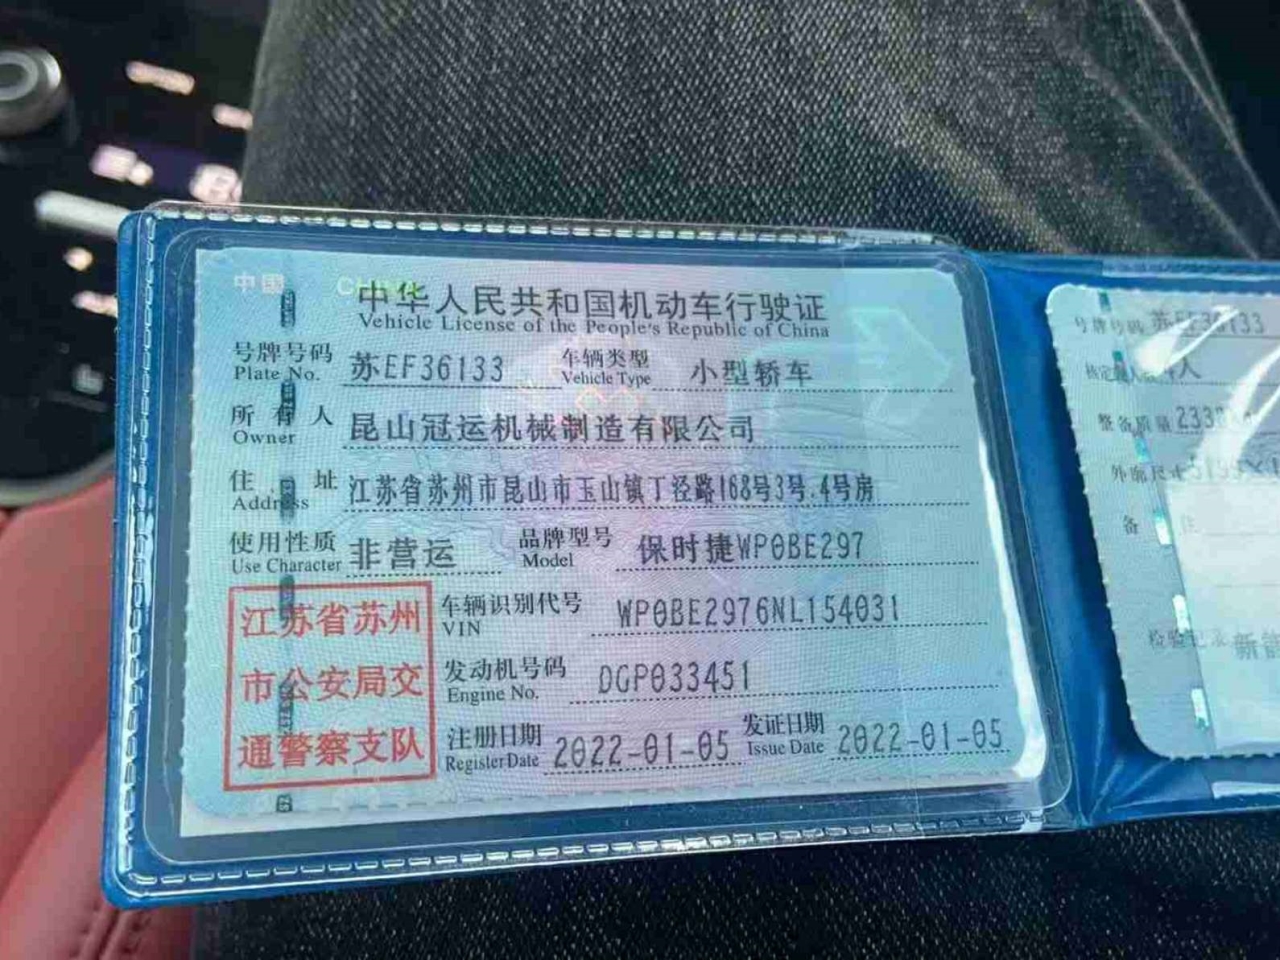 中国 CHINA
中华人民共和国机动车行驶证
Vehicle License of the People's Republic of China
号牌号码 苏EF36133 车辆类型 小型轿车
Plate No. Vehicle Type
所有人 昆山冠运机械制造有限公司
Owner
住址 江苏省苏州市昆山市玉山镇丁泾路168号3号.4号房
Address
使用性质 非营运 品牌型号 保时捷WP0BE297
Use Character Model
江苏省苏州
市公安局交
通警察支队
车辆识别代号 WP0BE2976NL154031
VIN
发动机号码 DGP033451
Engine No.
注册日期 2022-01-05 发证日期 2022-01-05
Register Date Issue Date
号牌号码 苏EF36133
人
整备质量 233
外廓尺寸
备 注
检验记录 新能